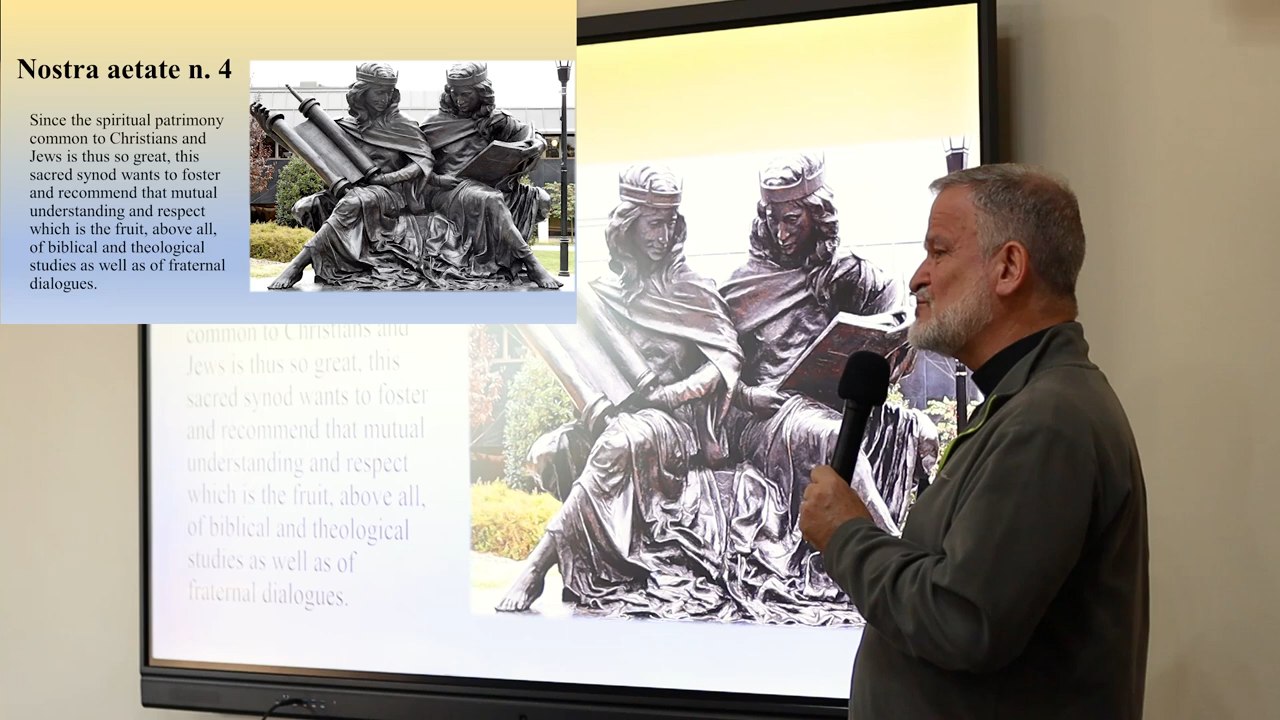 Nostra aetate n. 4
Since the spiritual patrimony
common to Christians and
Jews is thus so great, this
sacred synod wants to foster
and recommend that mutual
understanding and respect
which is the fruit, above all,
of biblical and theological
studies as well as of fraternal
dialogues.
common to Christians and
Jews is thus so great, this
sacred synod wants to foster
and recommend that mutual
understanding and respect
which is the fruit, above all,
of biblical and theological
studies as well as of
fraternal dialogues.